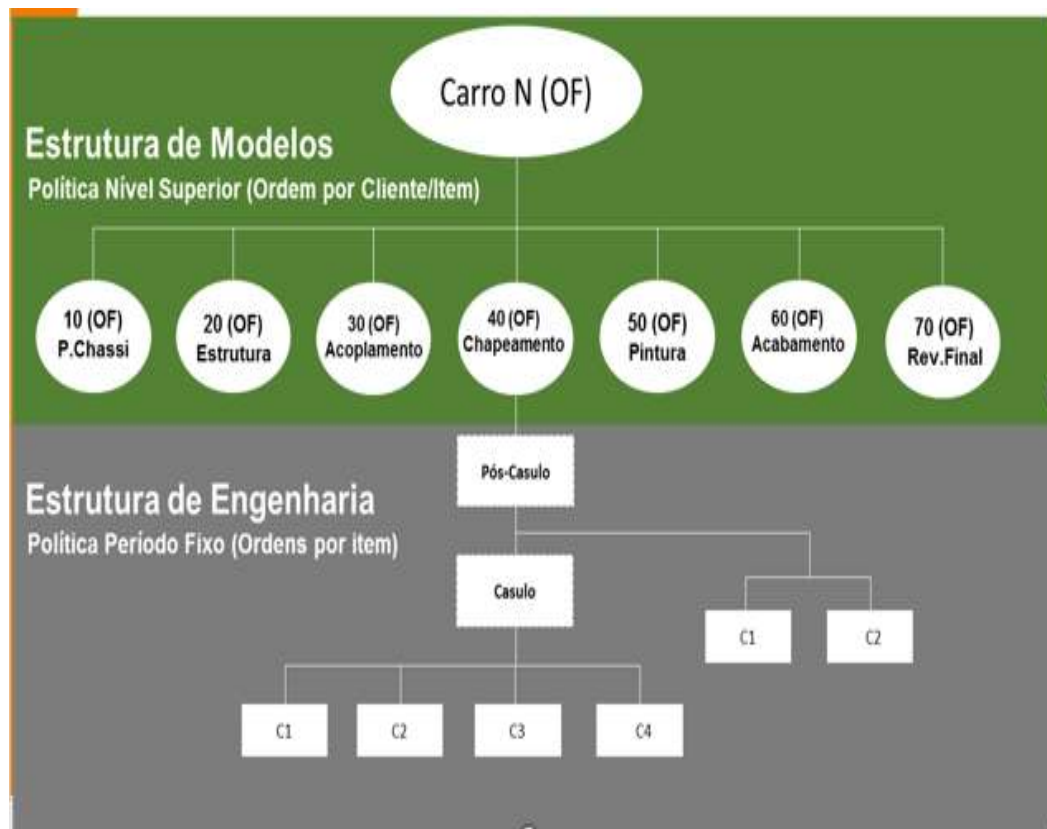 Carro N (OF)
Estrutura de Modelos
Política Nível Superior (Ordem por Cliente/Item)
10 (OF)
P.Chassi
20 (OF)
Estrutura
30 (OF)
Acoplamento
40 (OF)
Chapeamento
50 (OF)
Pintura
60 (OF)
Acabamento
70 (OF)
Rev.Final
Pós-Casulo
Estrutura de Engenharia
Política Período Fixo (Ordens por item)
Casulo
C1
C2
C1
C2
C3
C4